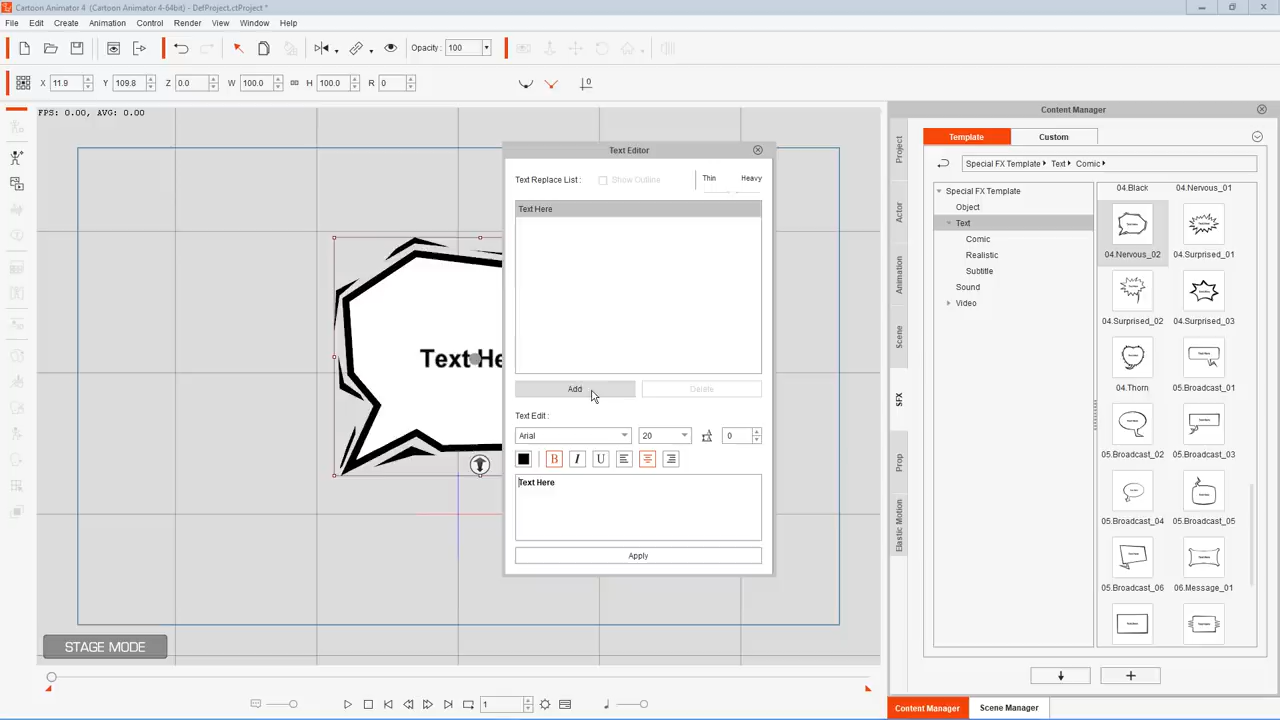 Cartoon Animator 4  (Cartoon Animator 4-64bit) - DefProject.ctProject *
File Edit Create Animation Control Render View Window Help
Opacity : 100
X 11.9 Y 109.8 Z 0.0 W 100.0 H 100.0 R 0
FPS: 0.00, AVG: 0.00
Text He
STAGE MODE
1
Text Editor
Text Replace List : Show Outline Thin Heavy
Text Here
Add Delete
Text Edit :
Arial 20 0
B I U
Text Here
Apply
Content Manager
Template Custom
Special FX Template Text Comic
Project
Actor
Animation
Scene
SFX
Prop
Elastic Motion
Special FX Template
Object
Text
Comic
Realistic
Subtitle
Sound
Video
04.Black 04.Nervous_01
04.Nervous_02 04.Surprised_01
04.Surprised_02 04.Surprised_03
04.Thorn 05.Broadcast_01
05.Broadcast_02 05.Broadcast_03
05.Broadcast_04 05.Broadcast_05
05.Broadcast_06 06.Message_01
Content Manager Scene Manager